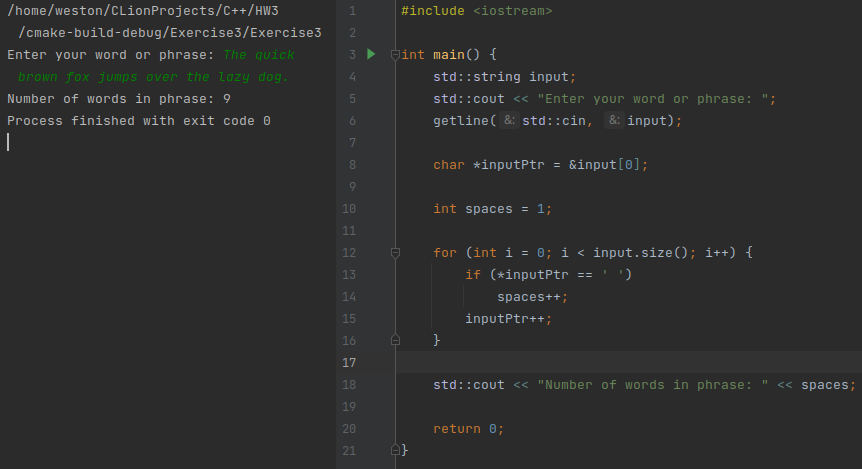 /home/weston/CLionProjects/C++/HW3
/cmake-build-debug/Exercise3/Exercise3
Enter your word or phrase: The quick
brown fox jumps over the lazy dog.
Number of words in phrase: 9
Process finished with exit code 0
1 #include <iostream>
2
3 int main() {
4 std::string input;
5 std::cout << "Enter your word or phrase: ";
6 getline( &: std::cin, &: input);
7
8 char *inputPtr = &input[0];
9
10 int spaces = 1;
11
12 for (int i = 0; i < input.size(); i++) {
13 if (*inputPtr == ' ')
14 spaces++;
15 inputPtr++;
16 }
17
18 std::cout << "Number of words in phrase: " << spaces;
19
20 return 0;
21 }